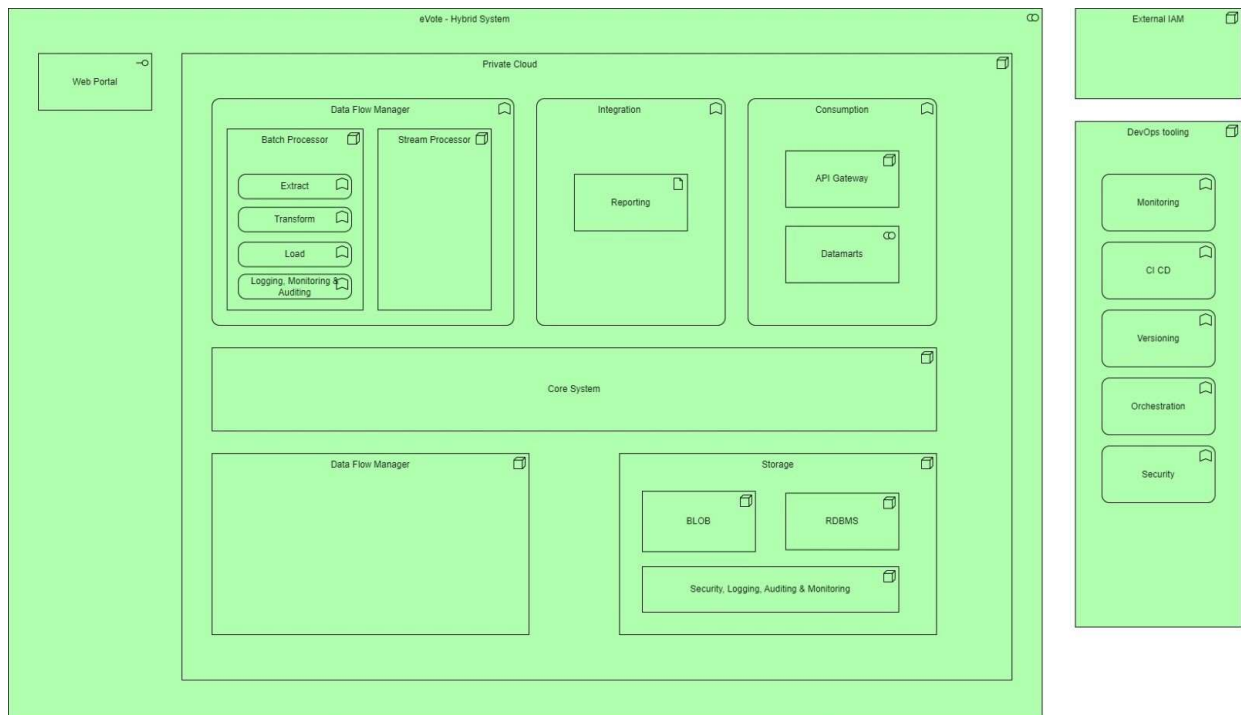 eVote - Hybrid System
External IAM
Web Portal
Private Cloud
Data Flow Manager
Integration
Consumption
Batch Processor
Stream Processor
Extract
Transform
Load
Logging, Monitoring &
Auditing
Reporting
API Gateway
Datamarts
Core System
Data Flow Manager
Storage
BLOB
RDBMS
Security, Logging, Auditing & Monitoring
DevOps tooling
Monitoring
CI CD
Versioning
Orchestration
Security